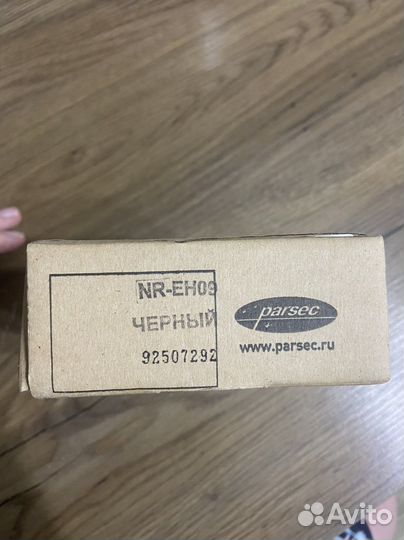 NR-EH09
ЧЕРНЫЙ
92507292
parsec
www.parsec.ru
Avito